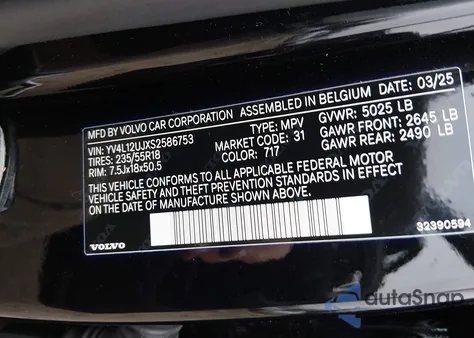 MFD BY VOLVO CAR CORPORATION ASSEMBLED IN BELGIUM DATE: 03/25
VIN: YV4L12UJXS2586753 TYPE: MPV GVWR: 5025 LB
TIRES: 235/55R18 MARKET CODE: 31 GAWR FRONT: 2645 LB
RIM: 7.5Jx18x50.5 COLOR: 717 GAWR REAR: 2490 LB
THIS VEHICLE CONFORMS TO ALL APPLICABLE FEDERAL MOTOR
VEHICLE SAFETY AND THEFT PREVENTION STANDARDS IN EFFECT
ON THE DATE OF MANUFACTURE SHOWN ABOVE.
VOLVO 32390594
autoSnap